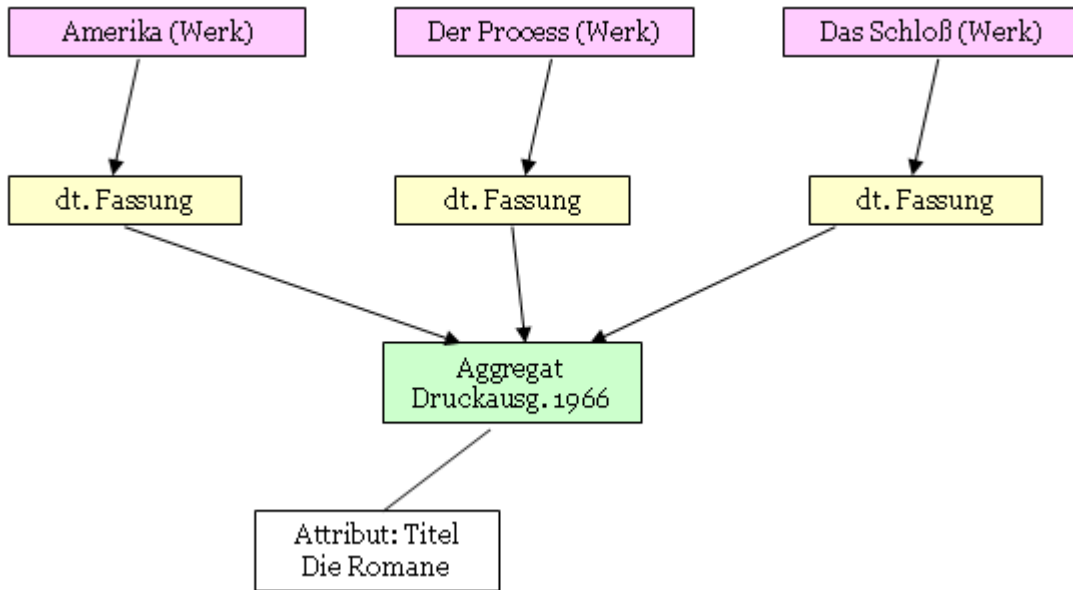 Amerika (Werk)
Der Process (Werk)
Das Schloß (Werk)
dt. Fassung
dt. Fassung
dt. Fassung
Aggregat
Druckausg. 1966
Attribut: Titel
Die Romane